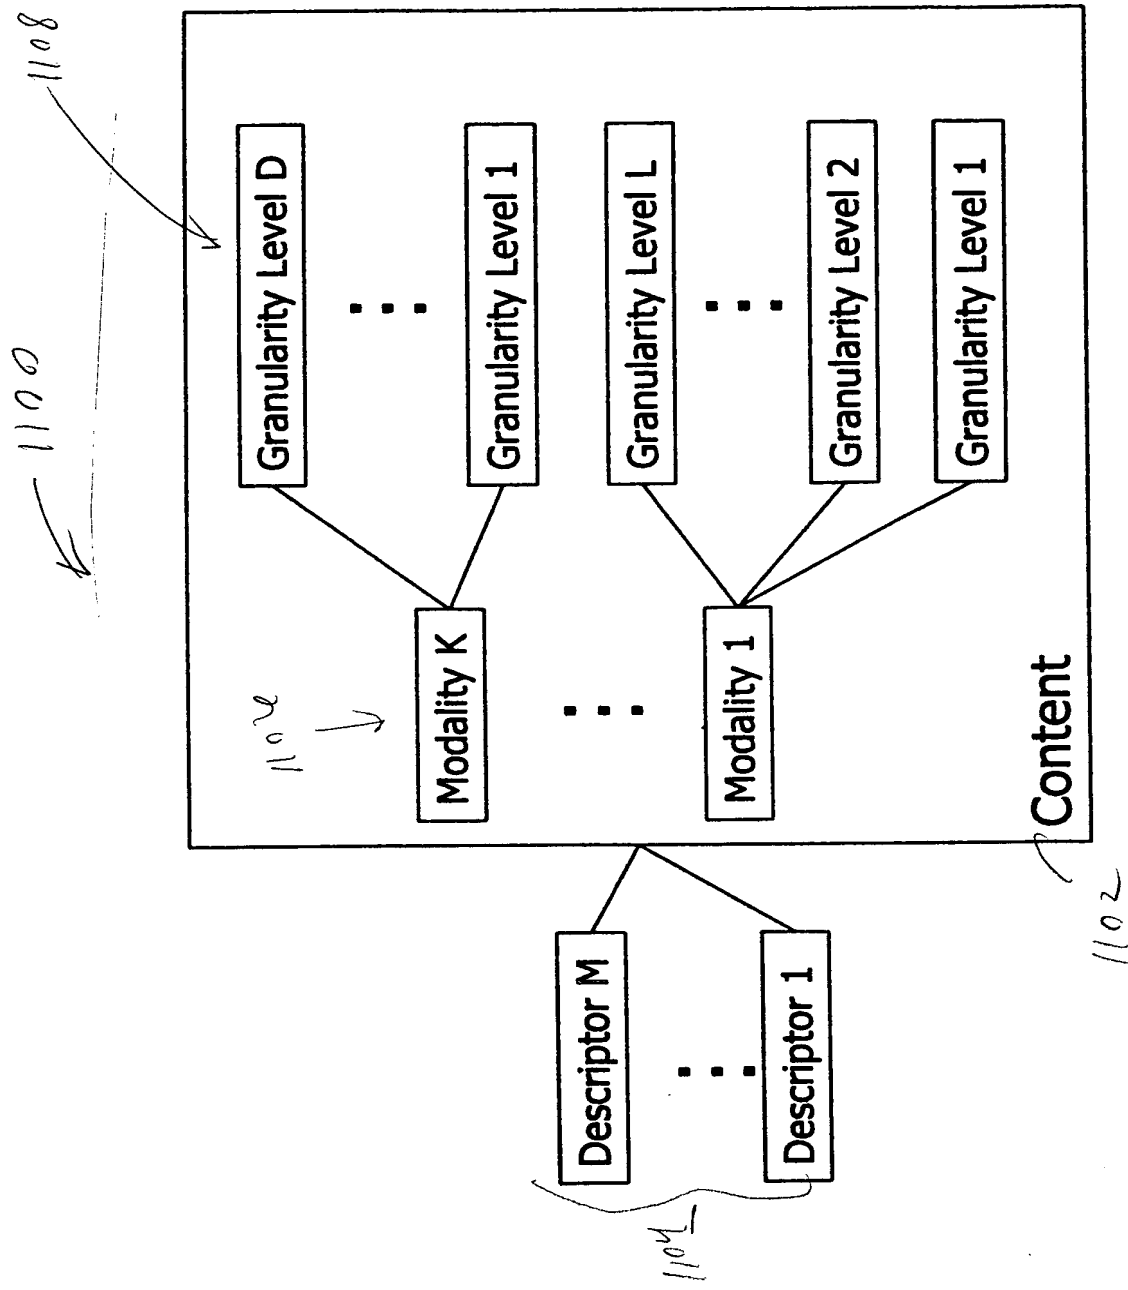 1100
1108
Granularity Level D
Modality K
Granularity Level 1
Descriptor M
Granularity Level L
1104
Modality 1
Descriptor 1
Granularity Level 2
Granularity Level 1
Content
1102